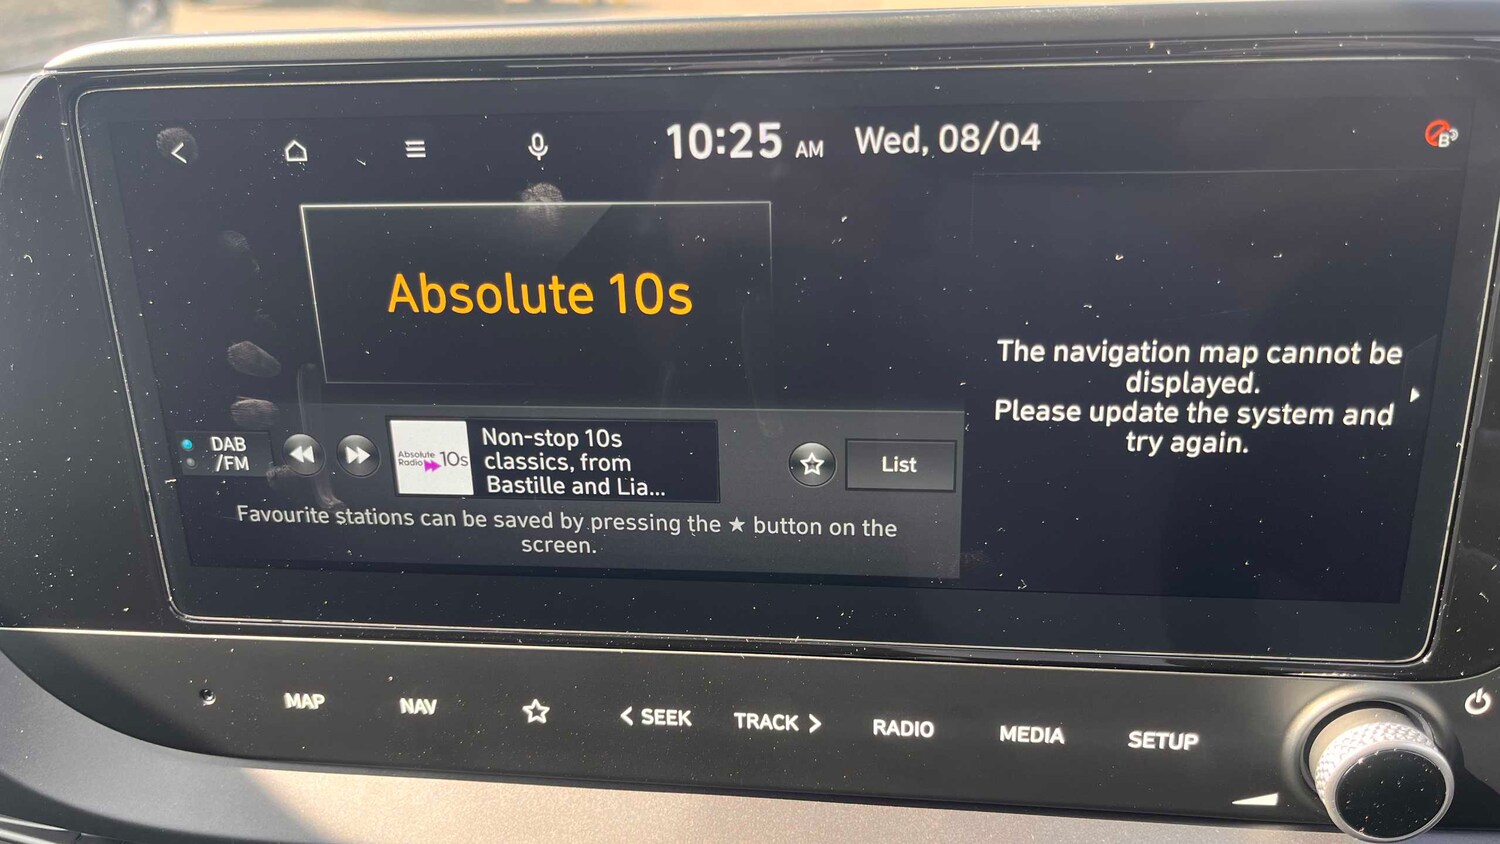 10:25 AM Wed, 08/04
B
Absolute 10s
The navigation map cannot be
displayed.
Please update the system and
try again.
DAB
/FM
Absolute
Radio 10s
Non-stop 10s
classics, from
Bastille and Lia...
List
Favourite stations can be saved by pressing the ★ button on the
screen.
MAP NAV SEEK TRACK RADIO MEDIA SETUP